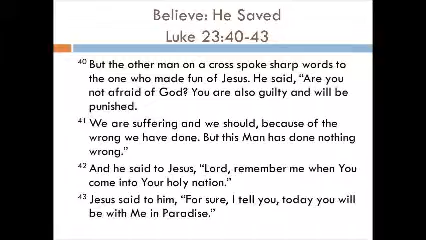 Believe: He Saved
Luke 23:40-43
40 But the other man on a cross spoke sharp words to
the one who made fun of Jesus. He said, “Are you
not afraid of God? You are also guilty and will be
punished.
41 We are suffering and we should, because of the
wrong we have done. But this Man has done nothing
wrong.”
42 And he said to Jesus, “Lord, remember me when You
come into Your holy nation.”
43 Jesus said to him, “For sure, I tell you, today you will
be with Me in Paradise.”